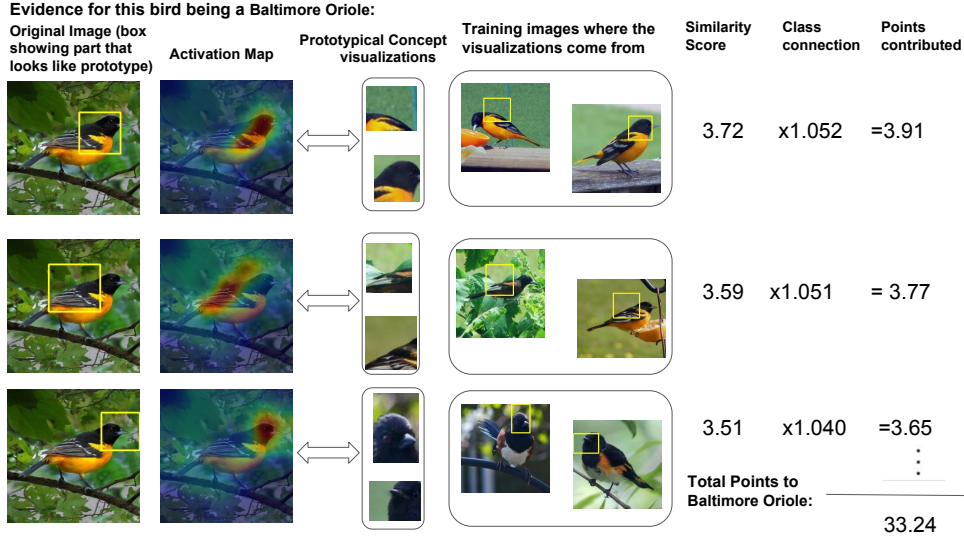 Evidence for this bird being a Baltimore Oriole:
Original Image (box
showing part that
looks like prototype)
Activation Map
Prototypical Concept
visualizations
Training images where the
visualizations come from
Similarity
Score
Class
connection
Points
contributed
3.72 x1.052 =3.91
3.59 x1.051 = 3.77
3.51 x1.040 =3.65
Total Points to
Baltimore Oriole:
33.24